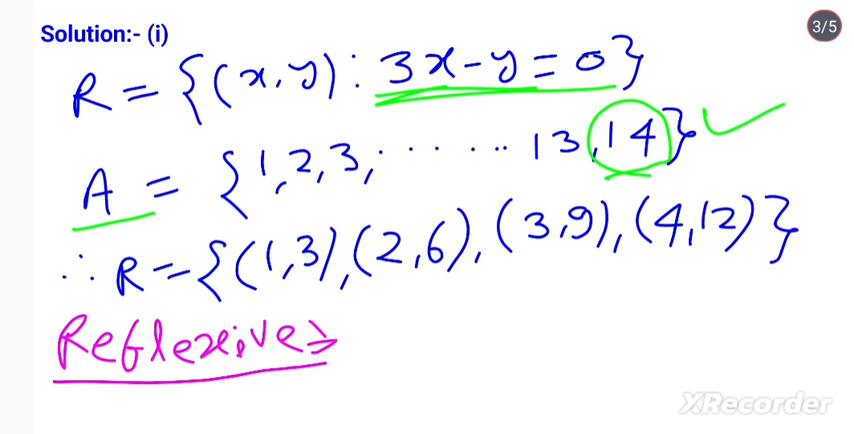 Solution:- (i)
3/5
R = {(x,y) : 3x-y=0}
A = {1,2,3, ....... 13,14}
∴ R = {(1,3),(2,6),(3,9),(4,12)}
Reflexive ⇒
XRecorder